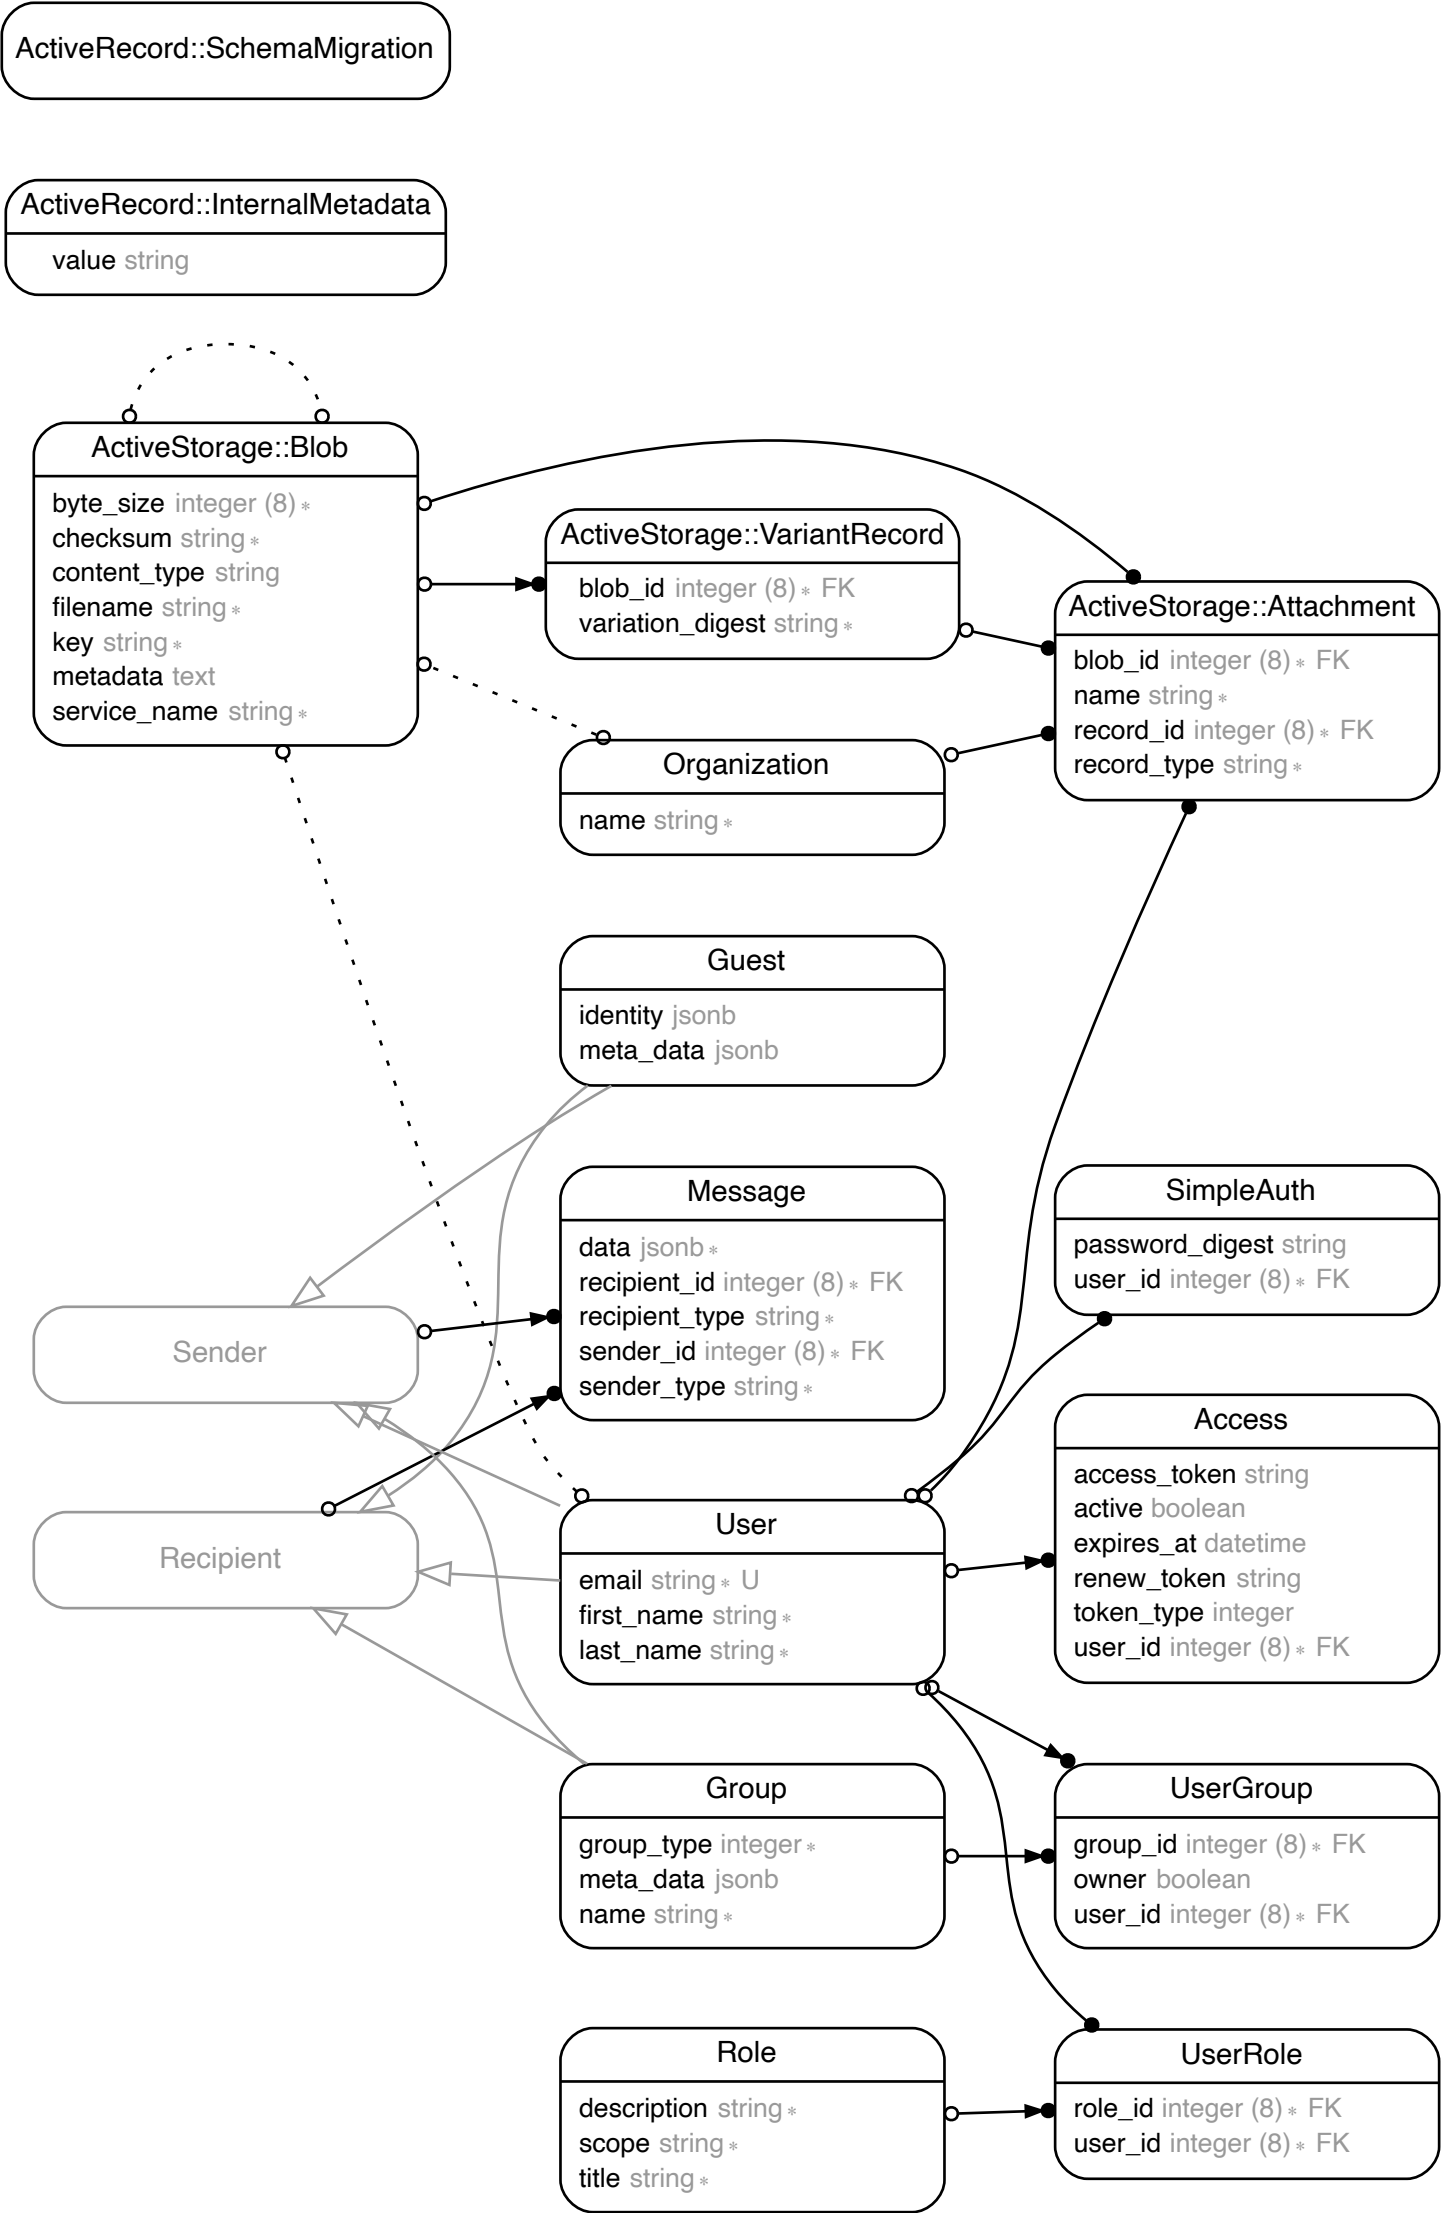 ActiveRecord::SchemaMigration
ActiveRecord::InternalMetadata
value string
ActiveStorage::Blob
byte_size integer (8) *
checksum string *
content_type string
filename string *
key string *
metadata text
service_name string *
ActiveStorage::VariantRecord
blob_id integer (8) * FK
variation_digest string *
ActiveStorage::Attachment
blob_id integer (8) * FK
name string *
record_id integer (8) * FK
record_type string *
Organization
name string *
Guest
identity jsonb
meta_data jsonb
Message
data jsonb *
recipient_id integer (8) * FK
recipient_type string *
sender_id integer (8) * FK
sender_type string *
SimpleAuth
password_digest string
user_id integer (8) * FK
Sender
Recipient
User
email string * U
first_name string *
last_name string *
Access
access_token string
active boolean
expires_at datetime
renew_token string
token_type integer
user_id integer (8) * FK
Group
group_type integer *
meta_data jsonb
name string *
UserGroup
group_id integer (8) * FK
owner boolean
user_id integer (8) * FK
Role
description string *
scope string *
title string *
UserRole
role_id integer (8) * FK
user_id integer (8) * FK